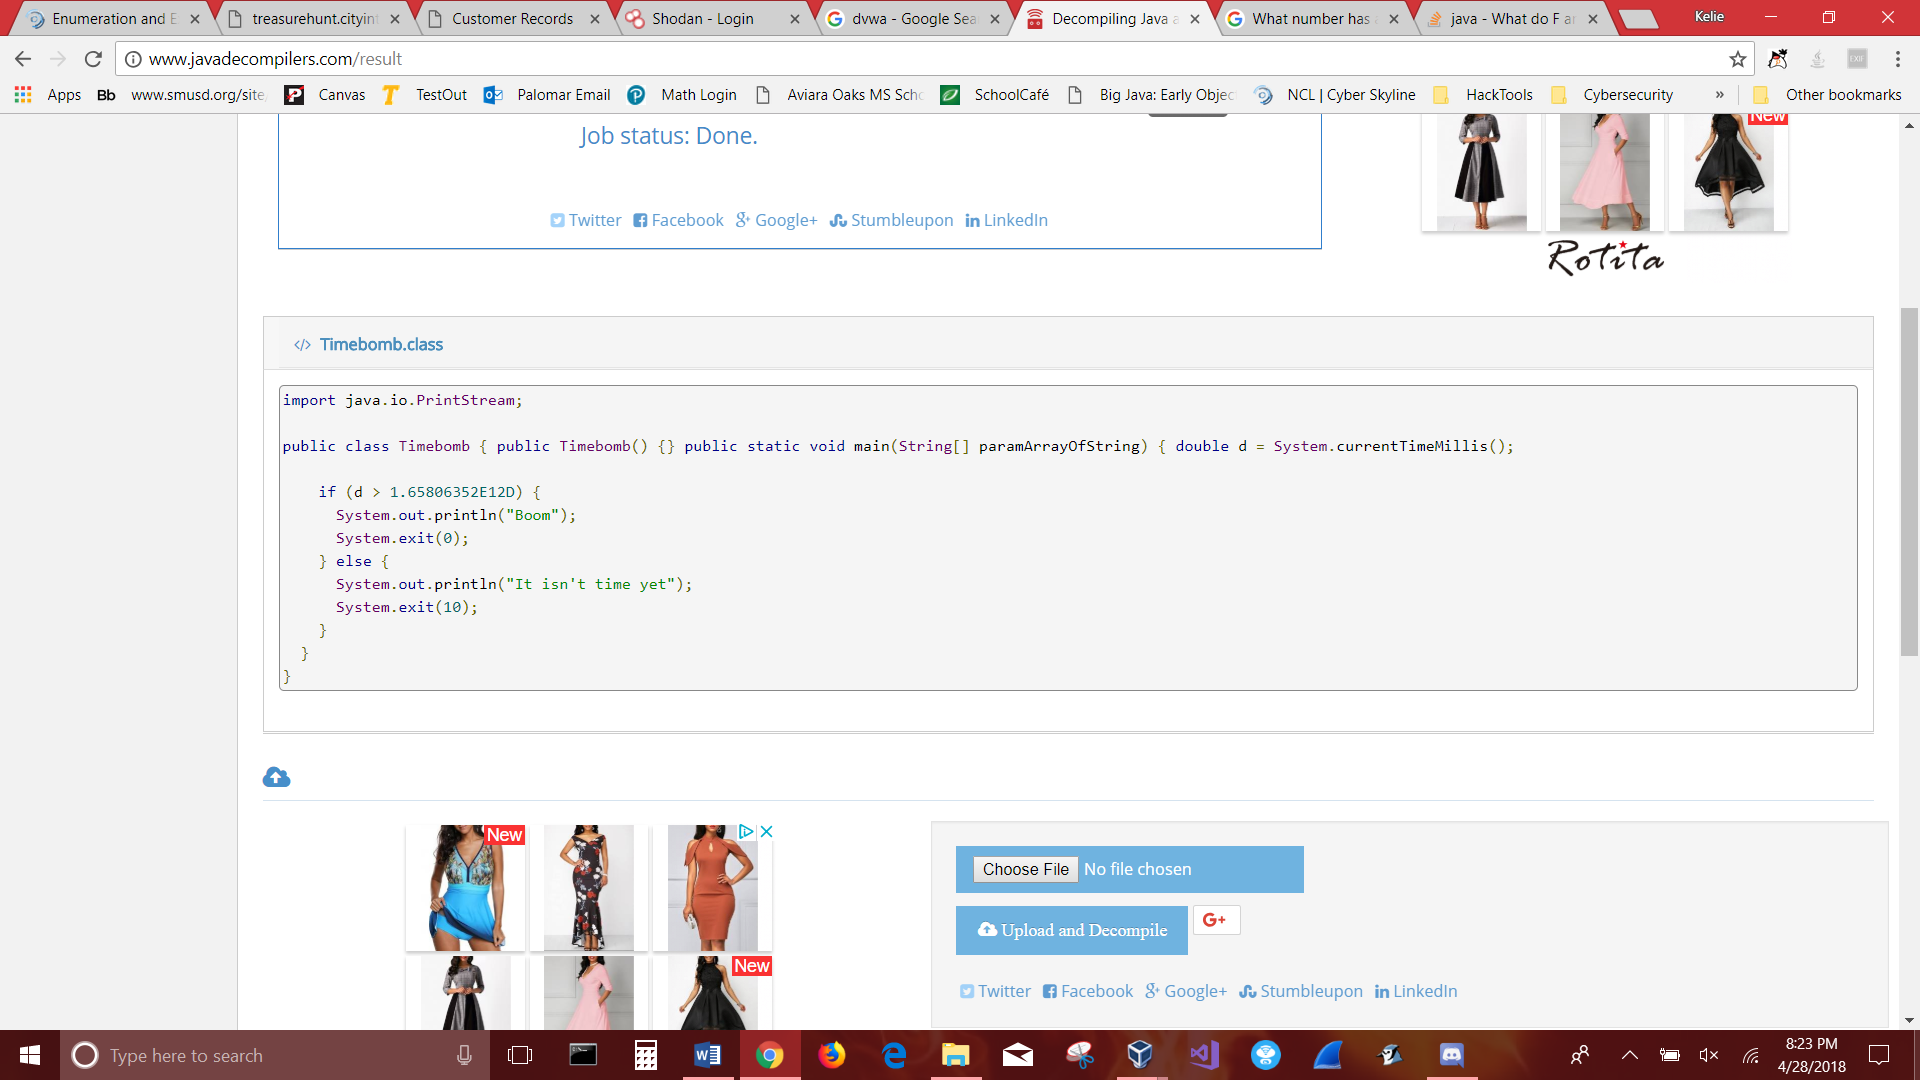 Enumeration and E
treasurehunt.cityint
Customer Records
Shodan - Login
dvwa - Google Sea
Decompiling Java a
What number has a
java - What do F an
Kelie
www.javadecompilers.com/result
Apps
Bb
www.smusd.org/site
Canvas
TestOut
Palomar Email
Math Login
Aviara Oaks MS Scho
SchoolCafé
Big Java: Early Objec
NCL | Cyber Skyline
HackTools
Cybersecurity
»
Other bookmarks
Job status: Done.
New
Twitter Facebook Google+ Stumbleupon LinkedIn
Rotita
</> Timebomb.class
import java.io.PrintStream;
public class Timebomb { public Timebomb() {} public static void main(String[] paramArrayOfString) { double d = System.currentTimeMillis();
if (d > 1.65806352E12D) {
System.out.println("Boom");
System.exit(0);
} else {
System.out.println("It isn't time yet");
System.exit(10);
}
}
}
New
New
Choose File No file chosen
Upload and Decompile
G+
Twitter Facebook Google+ Stumbleupon LinkedIn
Type here to search
8:23 PM
4/28/2018